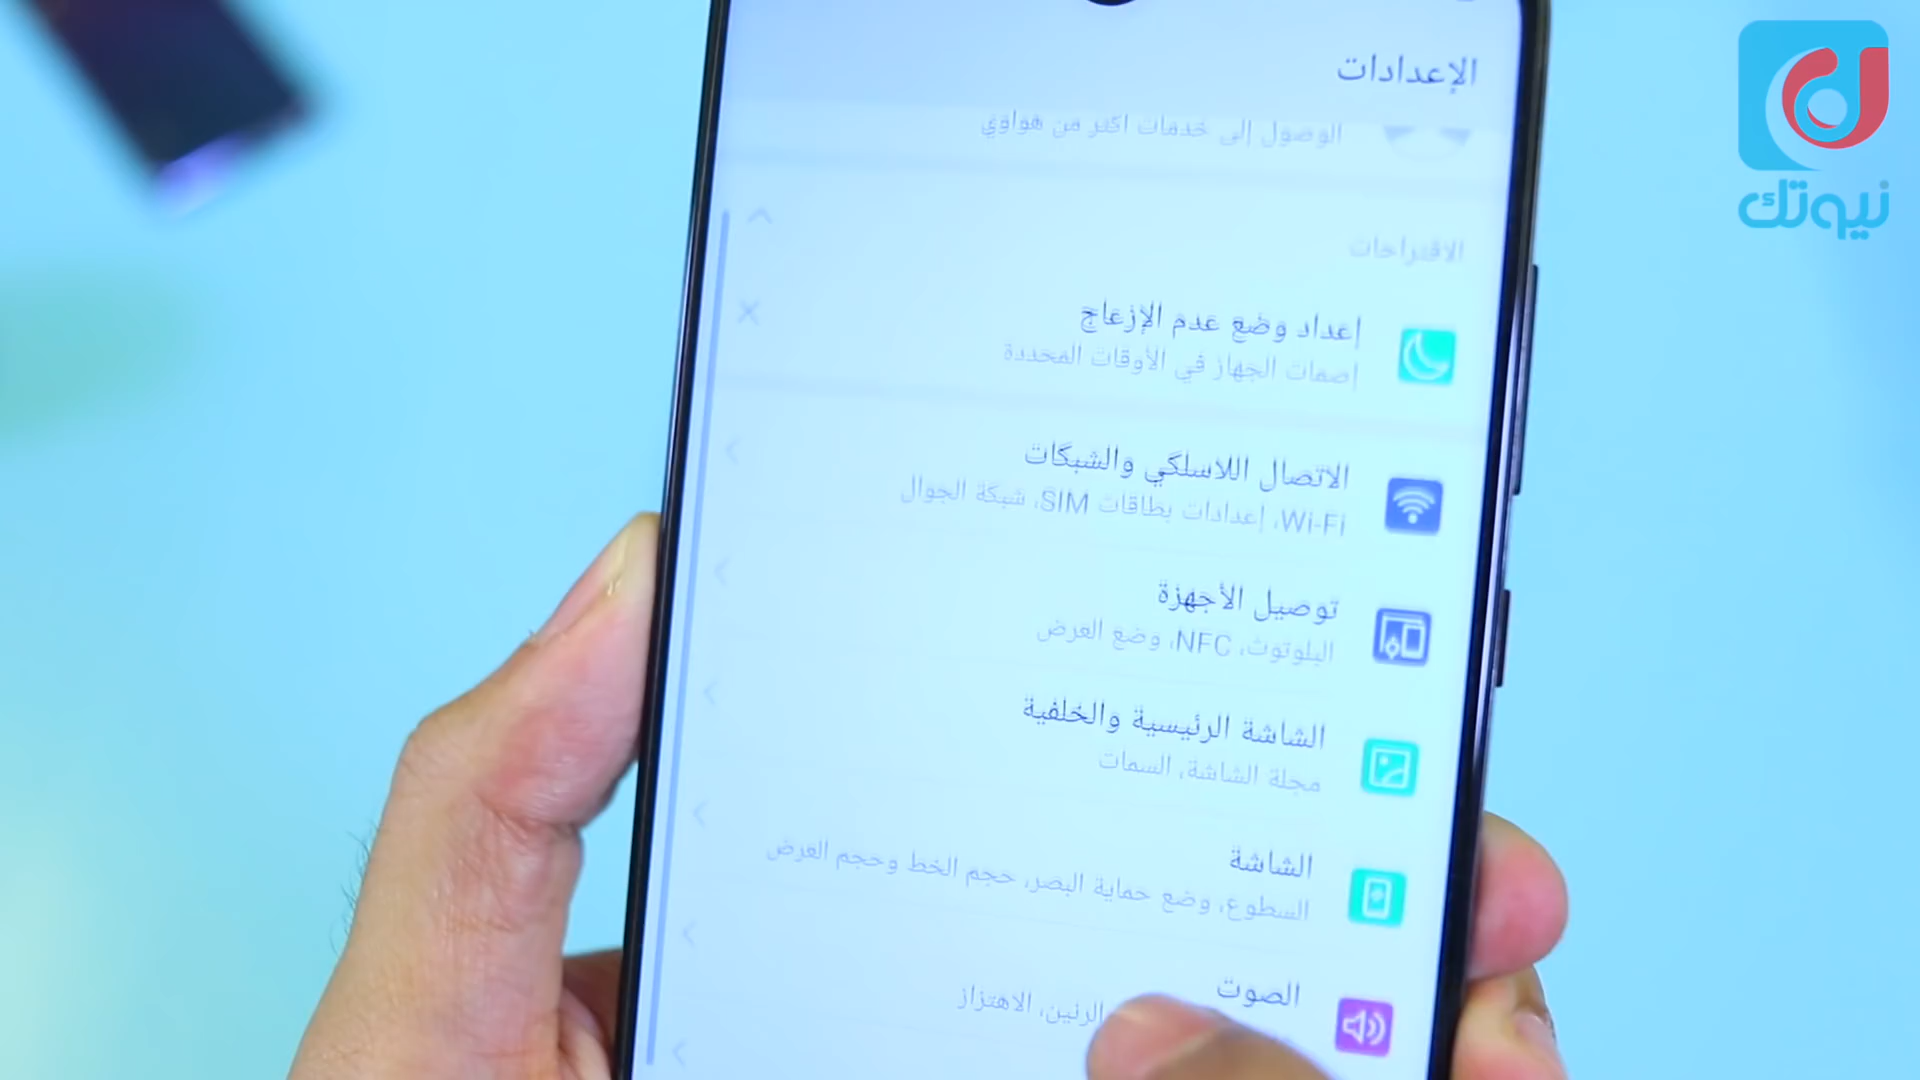 نيوتك
الإعدادات
الوصول إلى خدمات أكثر من هواوي
الاقتراحات
إعداد وضع عدم الإزعاج
إصمات الجهاز في الأوقات المحددة
الاتصال اللاسلكي والشبكات
Wi-Fi، إعدادات بطاقات SIM، شبكة الجوال
توصيل الأجهزة
البلوتوث، NFC، وضع العرض
الشاشة الرئيسية والخلفية
مجلة الشاشة, السمات
الشاشة
السطوع، وضع حماية البصر، حجم الخط وحجم العرض
الصوت
الرنين، الاهتزاز